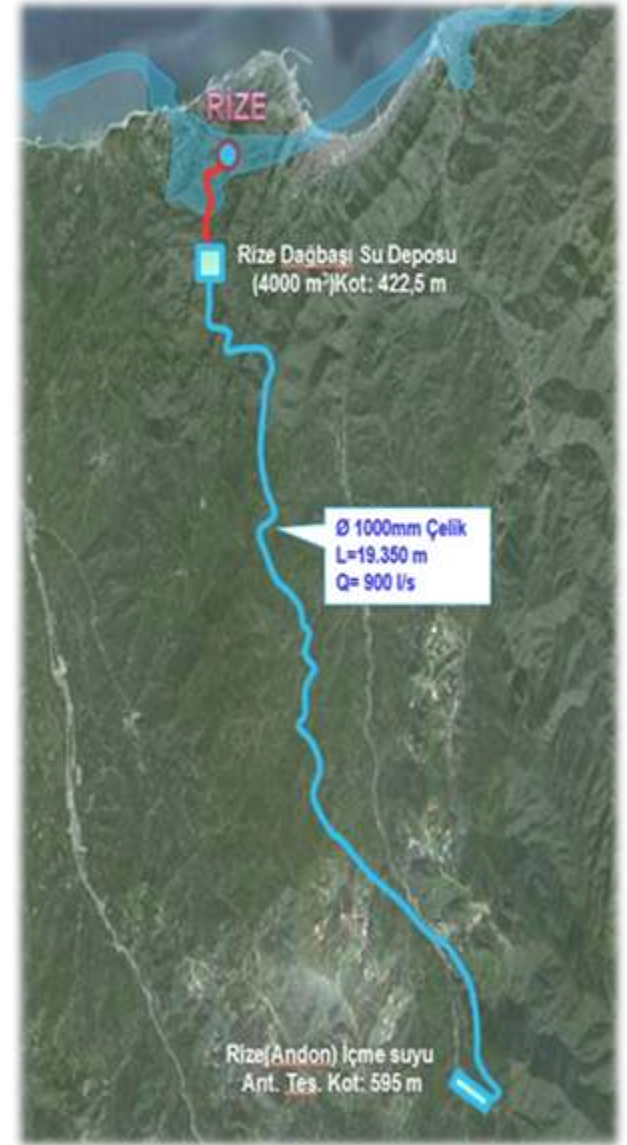 RİZE
Rize Dağbaşı Su Deposu
(4000 m³)Kot: 422,5 m
Ø 1000mm Çelik
L=19.350 m
Q= 900 l/s
Rize(Andon) İçme suyu
Arıt. Tes. Kot: 595 m